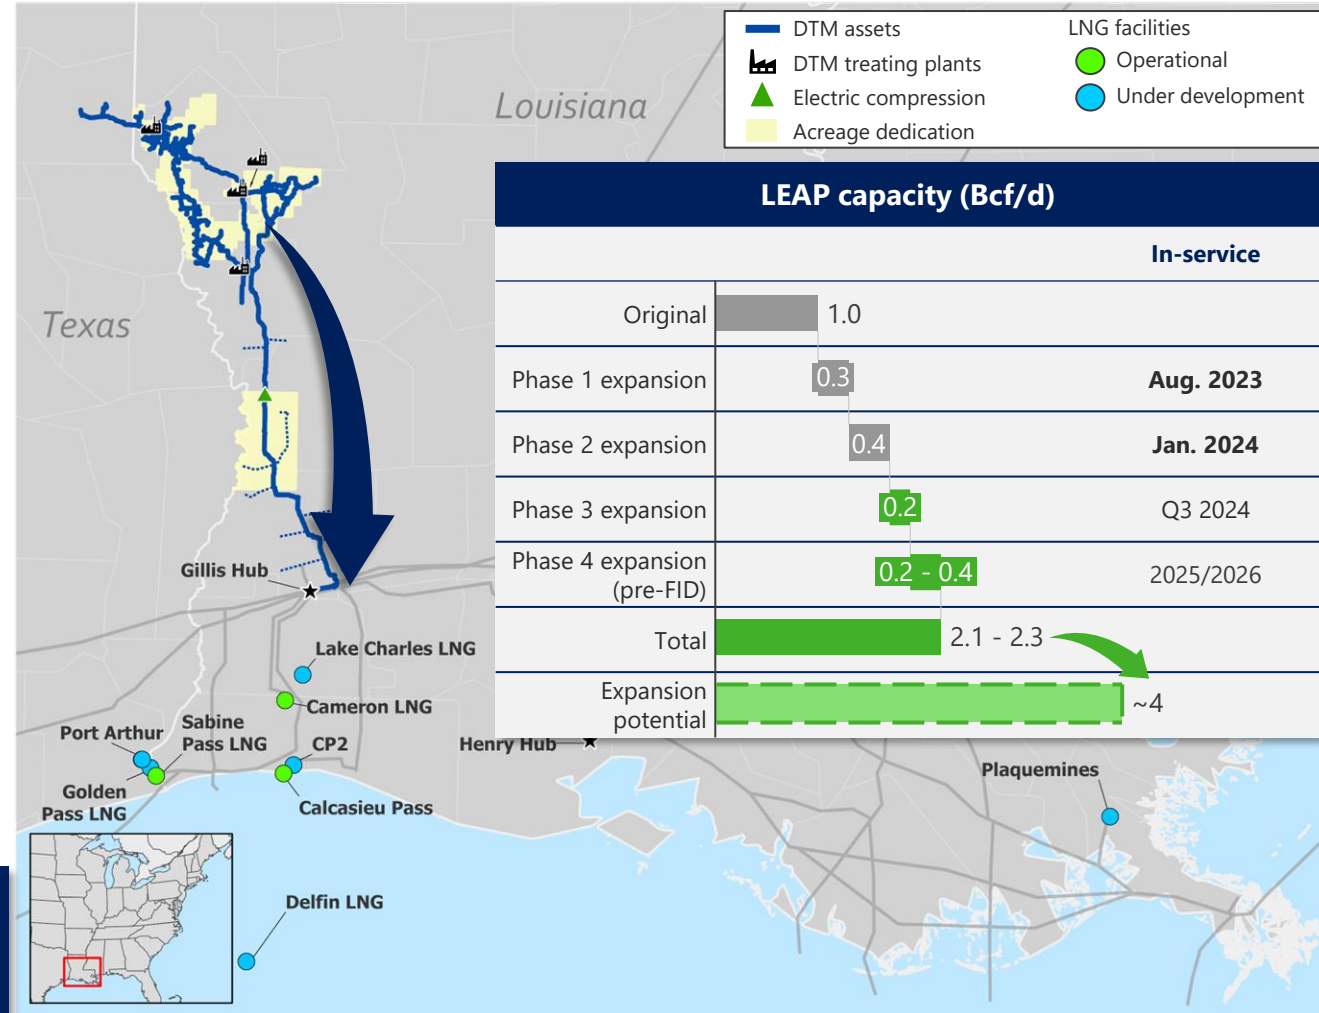 DTM assets
DTM treating plants
Electric compression
Acreage dedication
LNG facilities
Operational
Under development
Louisiana
Texas
LEAP capacity (Bcf/d)
In-service
Original 1.0
Phase 1 expansion 0.3 Aug. 2023
Phase 2 expansion 0.4 Jan. 2024
Phase 3 expansion 0.2 Q3 2024
Phase 4 expansion
(pre-FID) 0.2 - 0.4 2025/2026
Total 2.1 - 2.3
Expansion
potential ~4
Gillis Hub
Lake Charles LNG
Cameron LNG
Port Arthur
Sabine
Pass LNG
CP2
Henry Hub
Golden
Pass LNG
Calcasieu Pass
Plaquemines
Delfin LNG